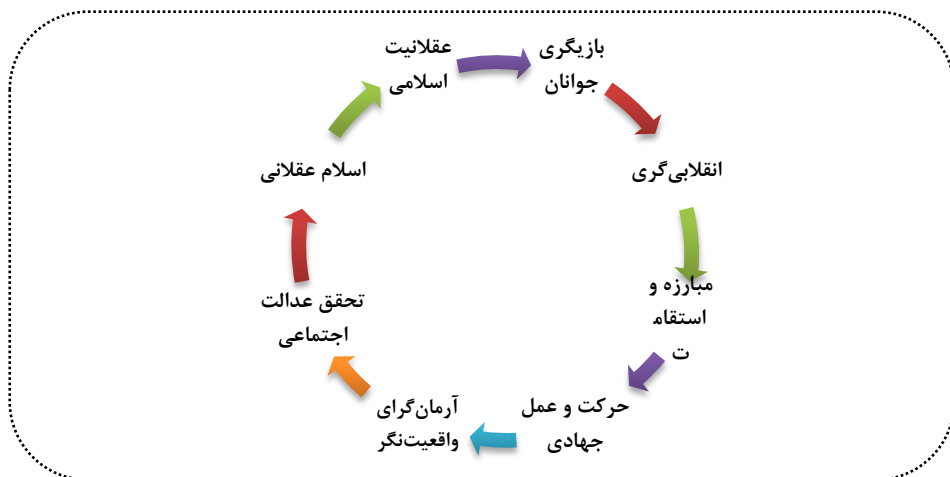 بازیگری
جوانان
انقلابی‌گری
مبارزه و
استقام
ت
حرکت و عمل
جهادی
آرمان‌گرای
واقعیت‌نگر
تحقق عدالت
اجتماعی
اسلام عقلانی
عقلانیت
اسلامی